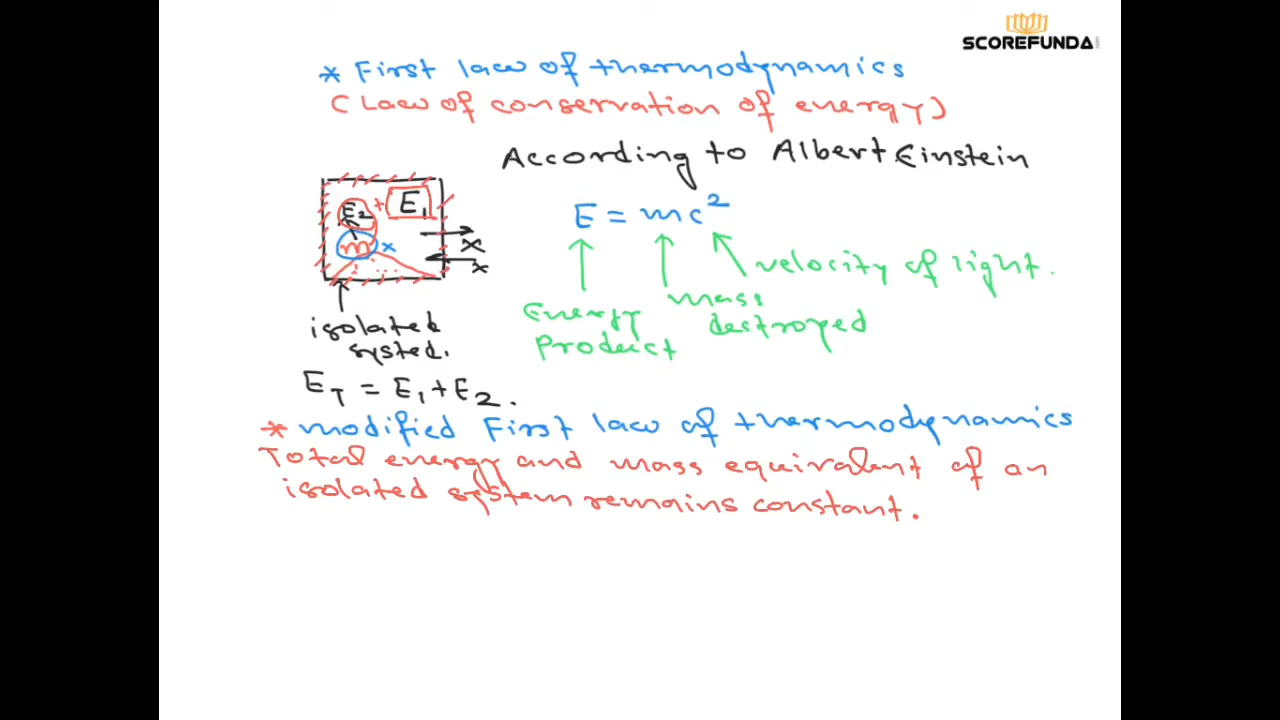 SCOREFUNDA
* First law of thermodynamics
(Law of conservation of energy)
According to Albert Einstein
E2 + E1
m x
x
x
E = mc²
velocity of light.
Energy product
mass destroyed
isolated
systed.
ET = E1 + E2.
* modified First law of thermodynamics
Total energy and mass equivalent of an
isolated system remains constant.